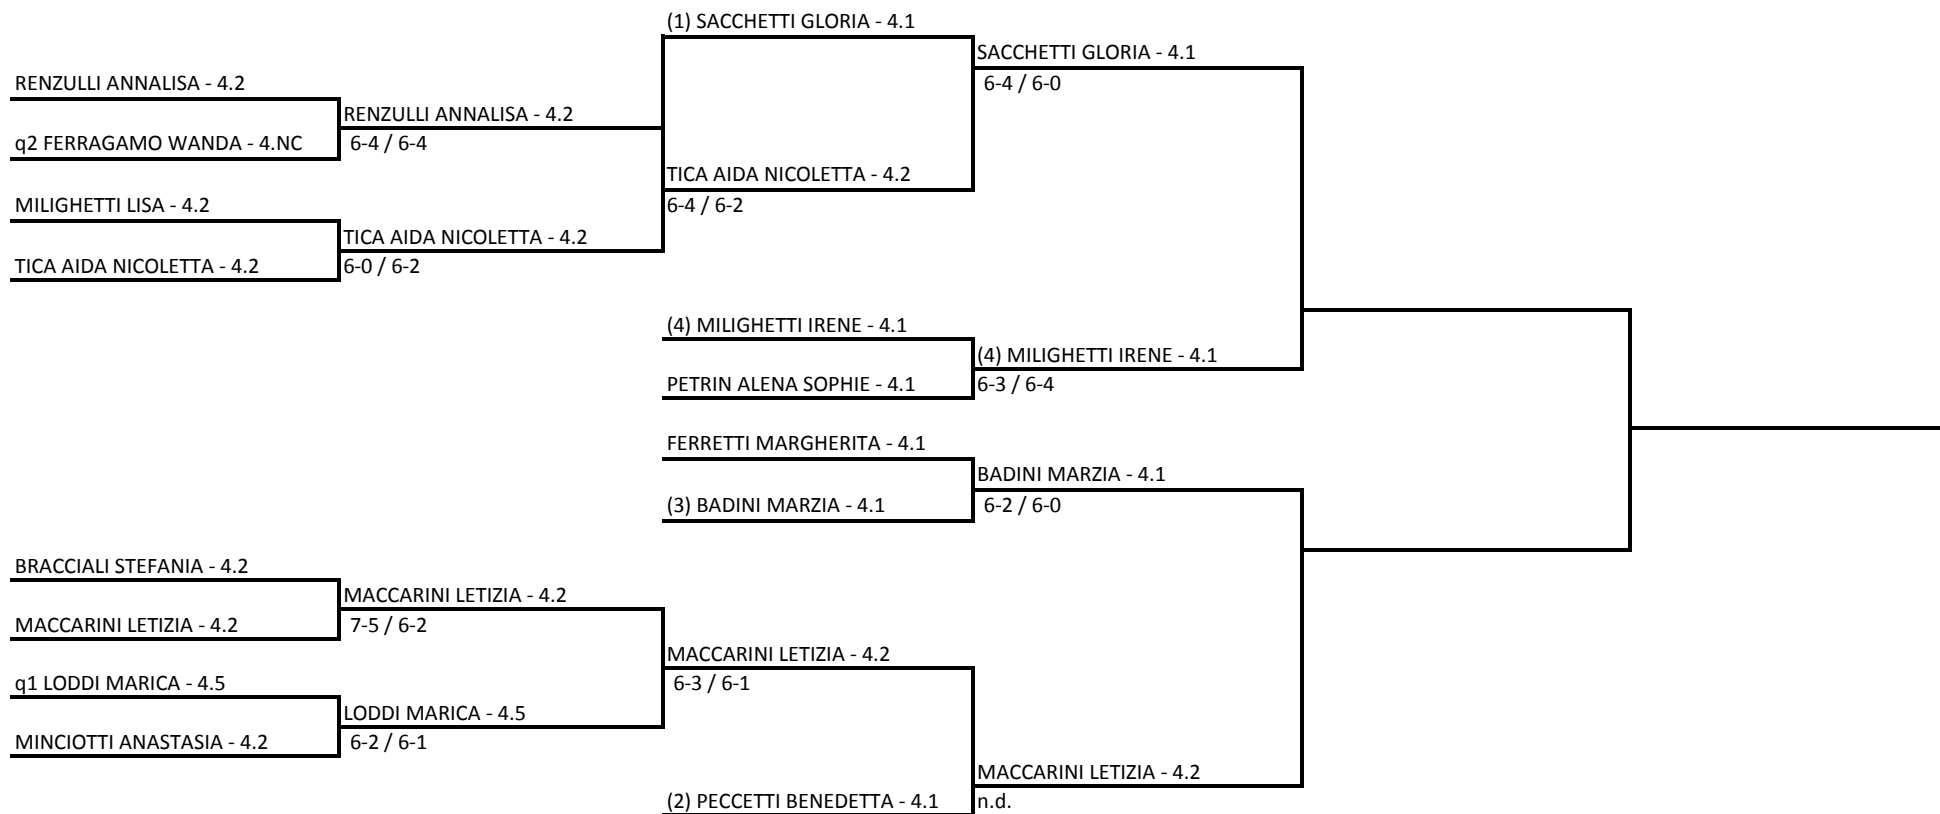 (1) SACCHETTI GLORIA - 4.1
SACCHETTI GLORIA - 4.1
6-4 / 6-0
RENZULLI ANNALISA - 4.2
RENZULLI ANNALISA - 4.2
q2 FERRAGAMO WANDA - 4.NC
6-4 / 6-4
TICA AIDA NICOLETTA - 4.2
6-4 / 6-2
MILIGHETTI LISA - 4.2
TICA AIDA NICOLETTA - 4.2
TICA AIDA NICOLETTA - 4.2
6-0 / 6-2
(4) MILIGHETTI IRENE - 4.1
(4) MILIGHETTI IRENE - 4.1
PETRIN ALENA SOPHIE - 4.1
6-3 / 6-4
FERRETTI MARGHERITA - 4.1
BADINI MARZIA - 4.1
(3) BADINI MARZIA - 4.1
6-2 / 6-0
BRACCIALI STEFANIA - 4.2
MACCARINI LETIZIA - 4.2
MACCARINI LETIZIA - 4.2
7-5 / 6-2
MACCARINI LETIZIA - 4.2
6-3 / 6-1
q1 LODDI MARICA - 4.5
LODDI MARICA - 4.5
MINCIOTTI ANASTASIA - 4.2
6-2 / 6-1
MACCARINI LETIZIA - 4.2
(2) PECCETTI BENEDETTA - 4.1
n.d.